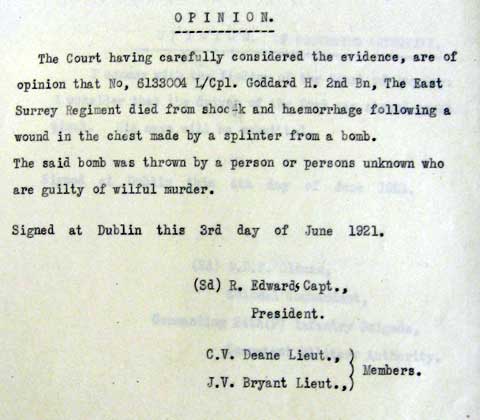 OPINION.
The Court having carefully considered the evidence, are of
opinion that No, 6133004 L/Cpl. Goddard H. 2nd Bn, The East
Surrey Regiment died from shock and haemorrhage following a
wound in the chest made by a splinter from a bomb.
The said bomb was thrown by a person or persons unknown who
are guilty of wilful murder.
Signed at Dublin this 3rd day of June 1921.
(Sd) R. Edwards Capt.,
President.
C.V. Deane Lieut.,
J.V. Bryant Lieut.,
Members.